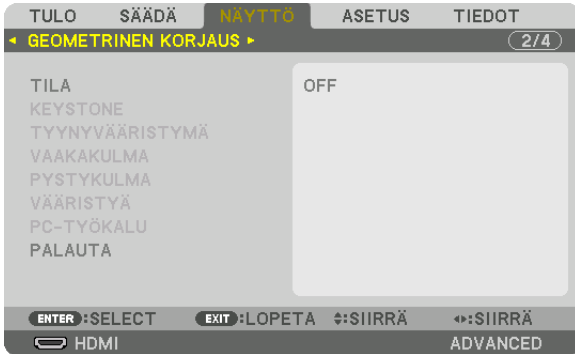 TULO SÄÄDÄ NÄYTTÖ ASETUS TIEDOT
GEOMETRINEN KORJAUS 2/4
TILA OFF
KEYSTONE
TYYNYVÄÄRISTYMÄ
VAAKAKULMA
PYSTYKULMA
VÄÄRISTYÄ
PC-TYÖKALU
PALAUTA
ENTER :SELECT EXIT :LOPETA :SIIRRÄ :SIIRRÄ
HDMI ADVANCED